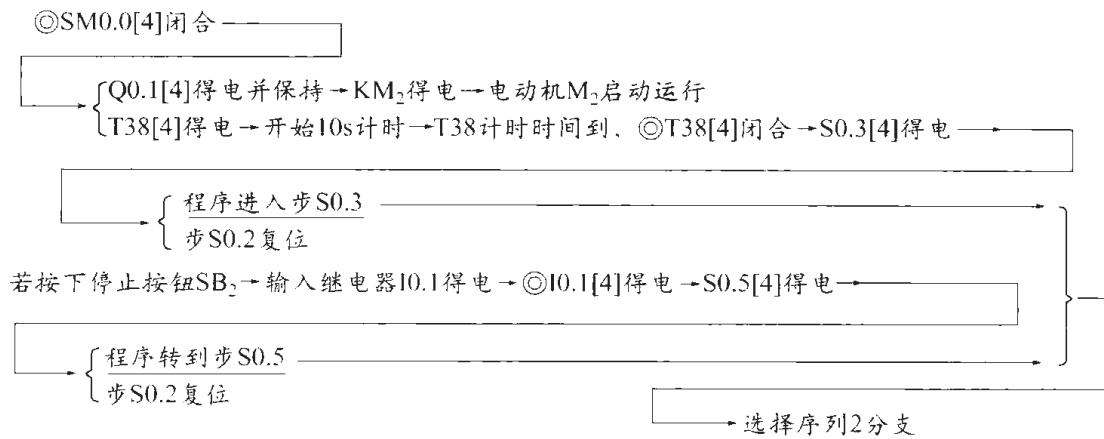 ◎SM0.0[4]闭合
Q0.1[4]得电并保持→KM₂得电→电动机M₂启动运行
T38[4]得电→开始10s计时→T38计时时间到、◎T38[4]闭合→S0.3[4]得电
程序进入步S0.3
步S0.2复位
若按下停止按钮SB₂→输入继电器I0.1得电→◎I0.1[4]得电→S0.5[4]得电
程序转到步S0.5
步S0.2复位
选择序列2分支